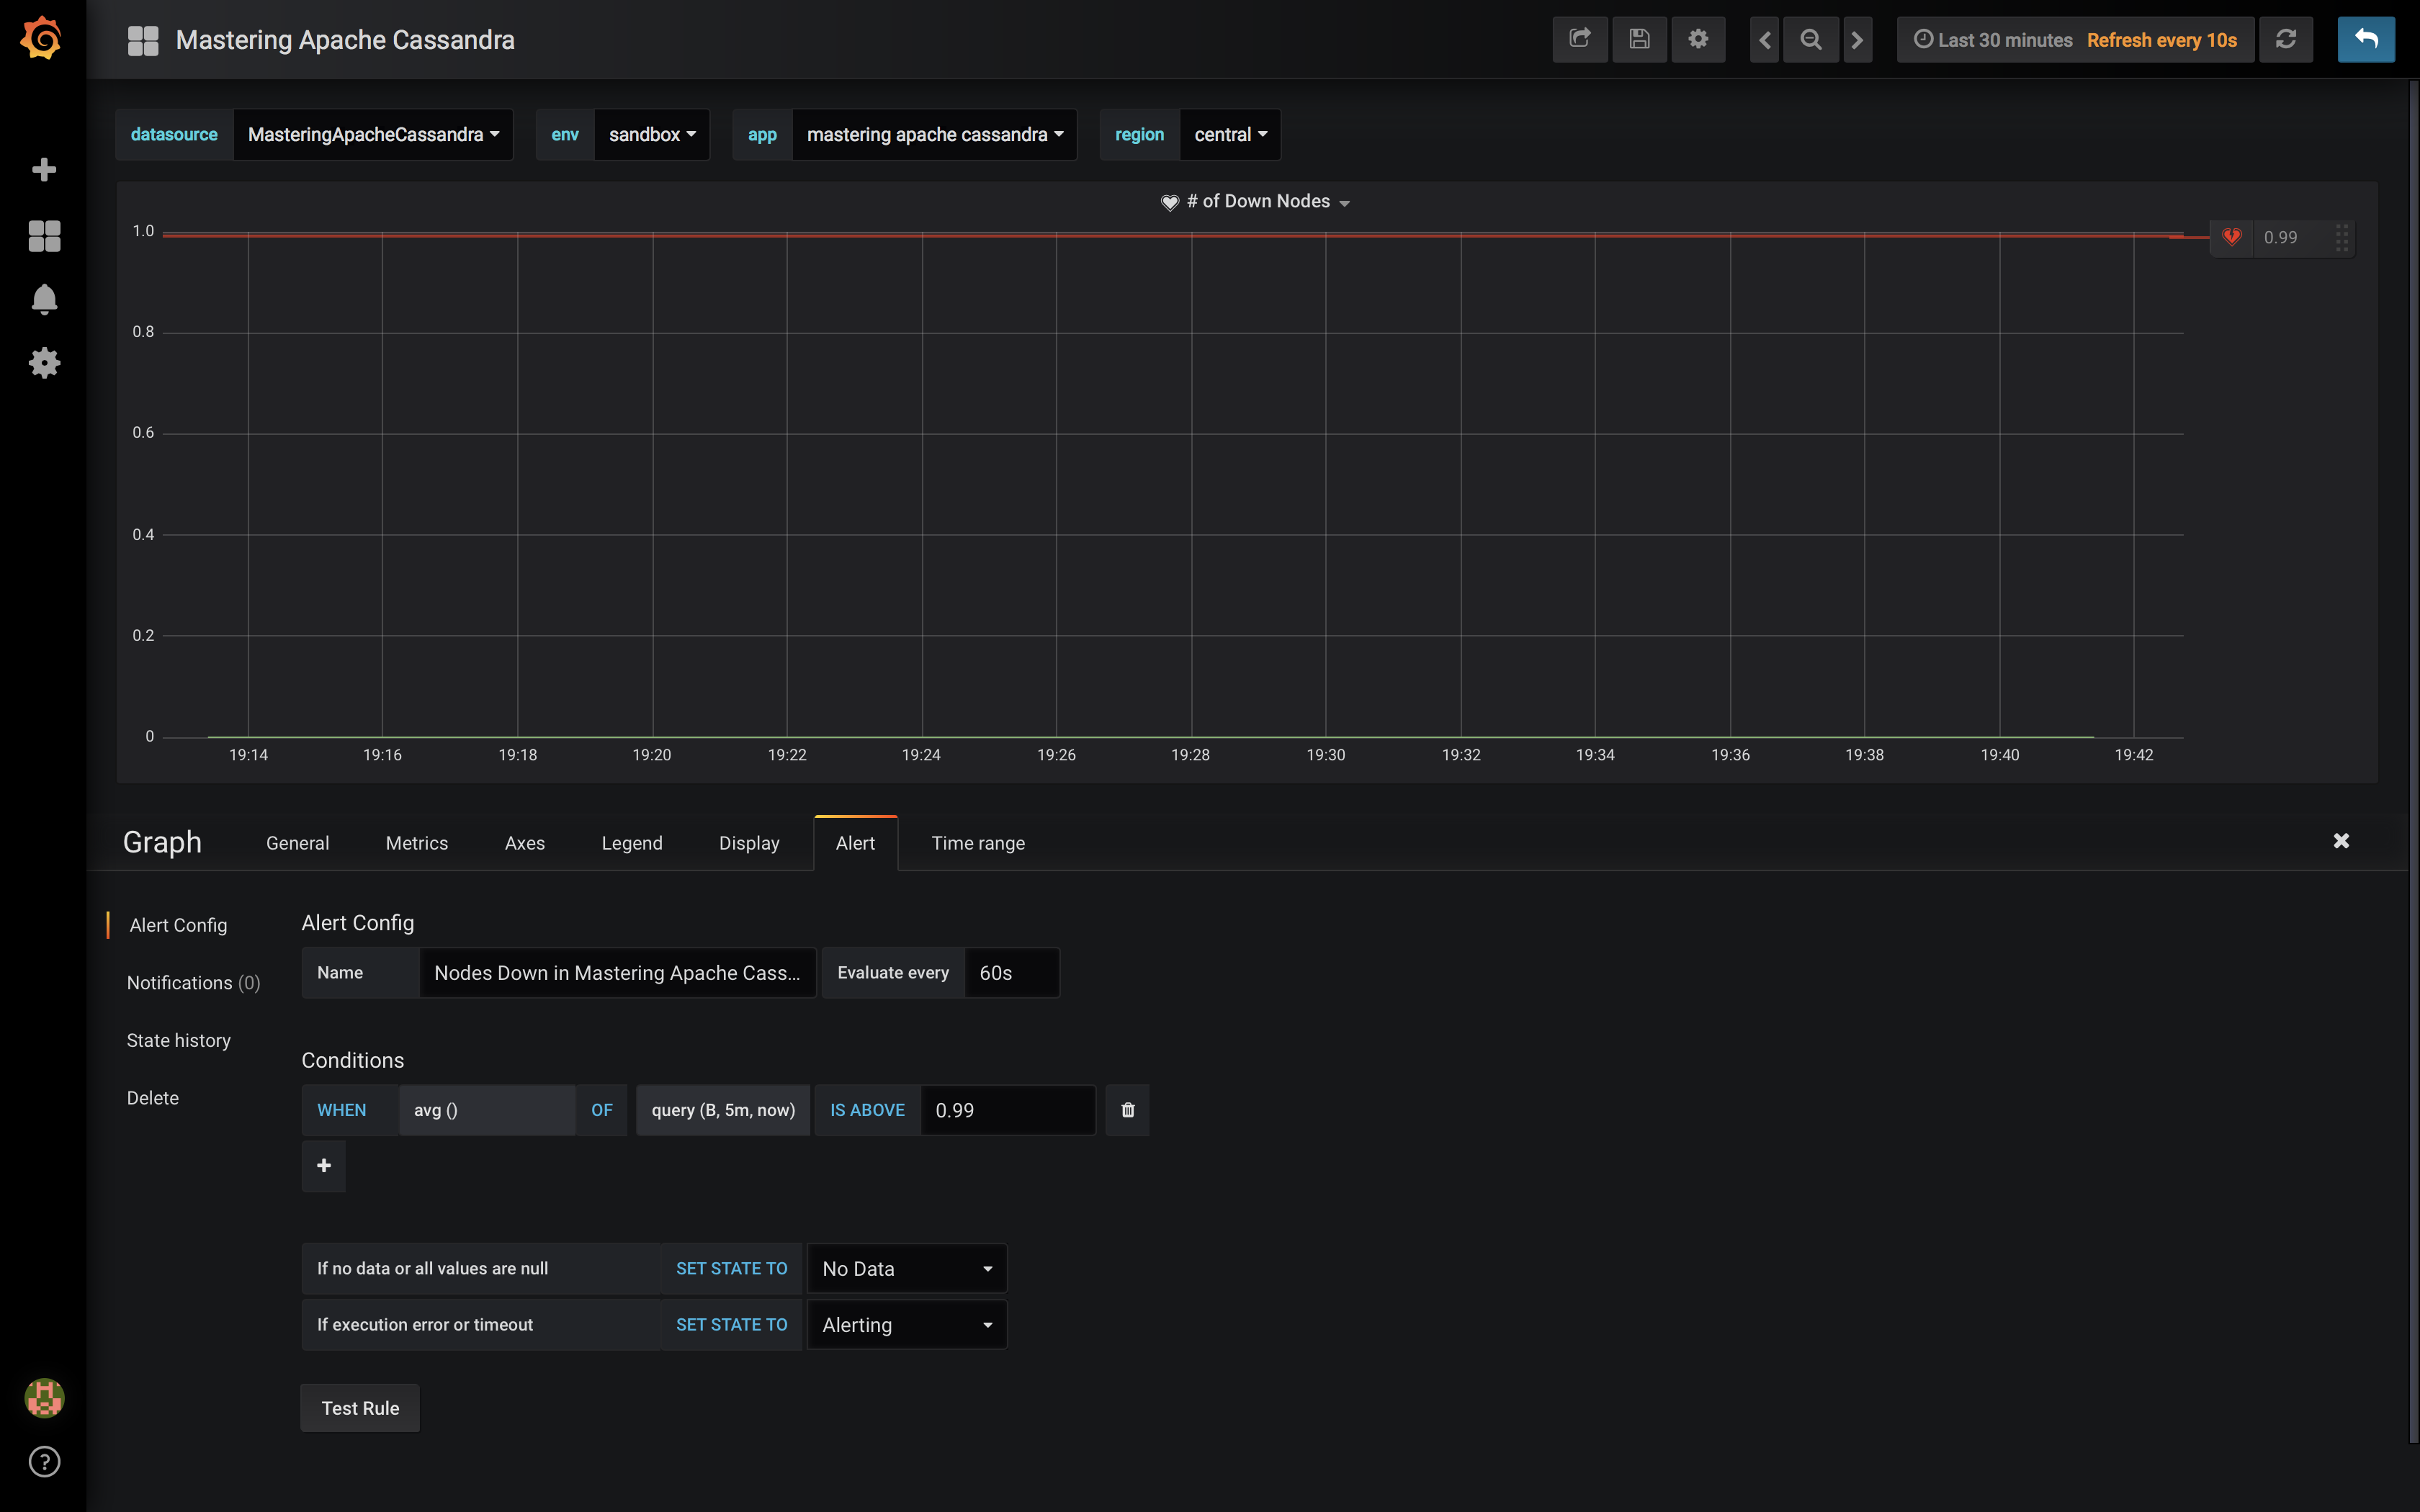 Mastering Apache Cassandra
Last 30 minutes Refresh every 10s
datasource MasteringApacheCassandra env sandbox app mastering apache cassandra region central
# of Down Nodes
1.0
0.99
0.8
0.6
0.4
0.2
0
19:14 19:16 19:18 19:20 19:22 19:24 19:26 19:28 19:30 19:32 19:34 19:36 19:38 19:40 19:42
Graph General Metrics Axes Legend Display Alert Time range
Alert Config
Notifications (0)
State history
Delete
Alert Config
Name Nodes Down in Mastering Apache Cass... Evaluate every 60s
Conditions
WHEN avg () OF query (B, 5m, now) IS ABOVE 0.99
If no data or all values are null SET STATE TO No Data
If execution error or timeout SET STATE TO Alerting
Test Rule